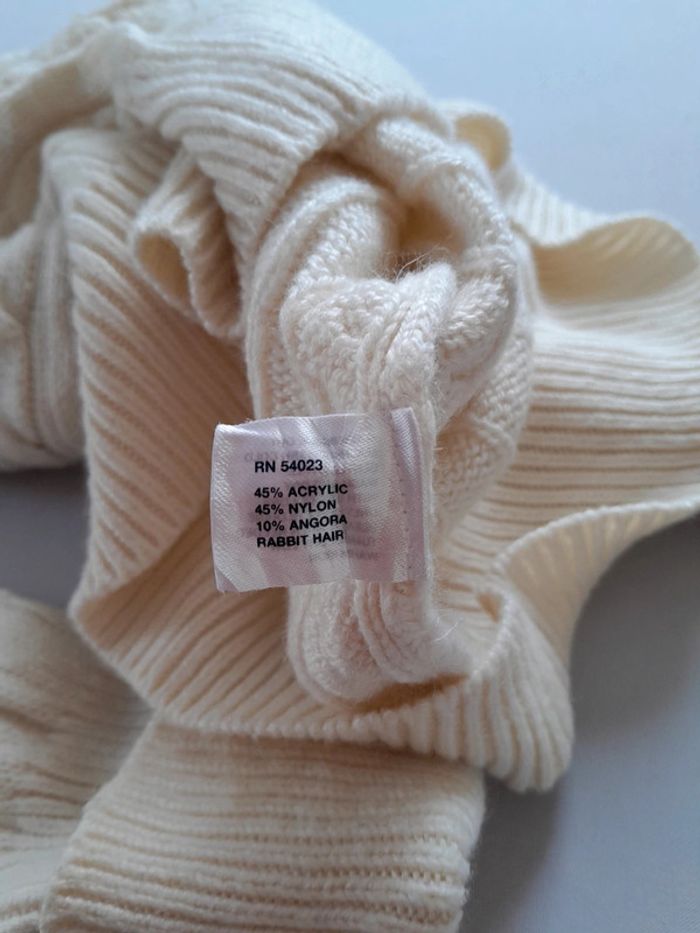 RN 54023
45% ACRYLIC
45% NYLON
10% ANGORA
RABBIT HAIR